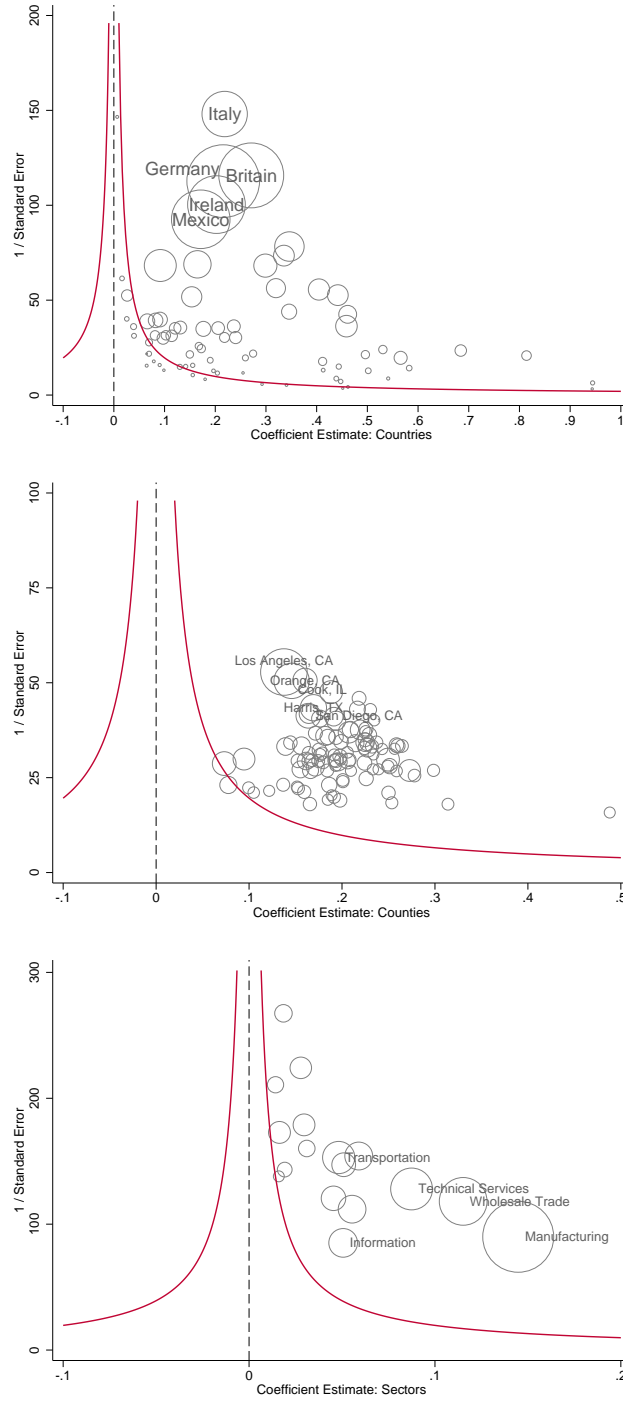 200
150
100
50
0
1 / Standard Error
Italy
Germany
Britain
Ireland
Mexico
-.1 0 .1 .2 .3 .4 .5 .6 .7 .8 .9 1
Coefficient Estimate: Countries
100
75
50
25
0
1 / Standard Error
Los Angeles, CA
Orange, CA
Cook, IL
Harris, TX
San Diego, CA
-.1 0 .1 .2 .3 .4 .5
Coefficient Estimate: Counties
300
200
100
0
1 / Standard Error
Transportation
Technical Services
Wholesale Trade
Manufacturing
Information
-.1 0 .1 .2
Coefficient Estimate: Sectors